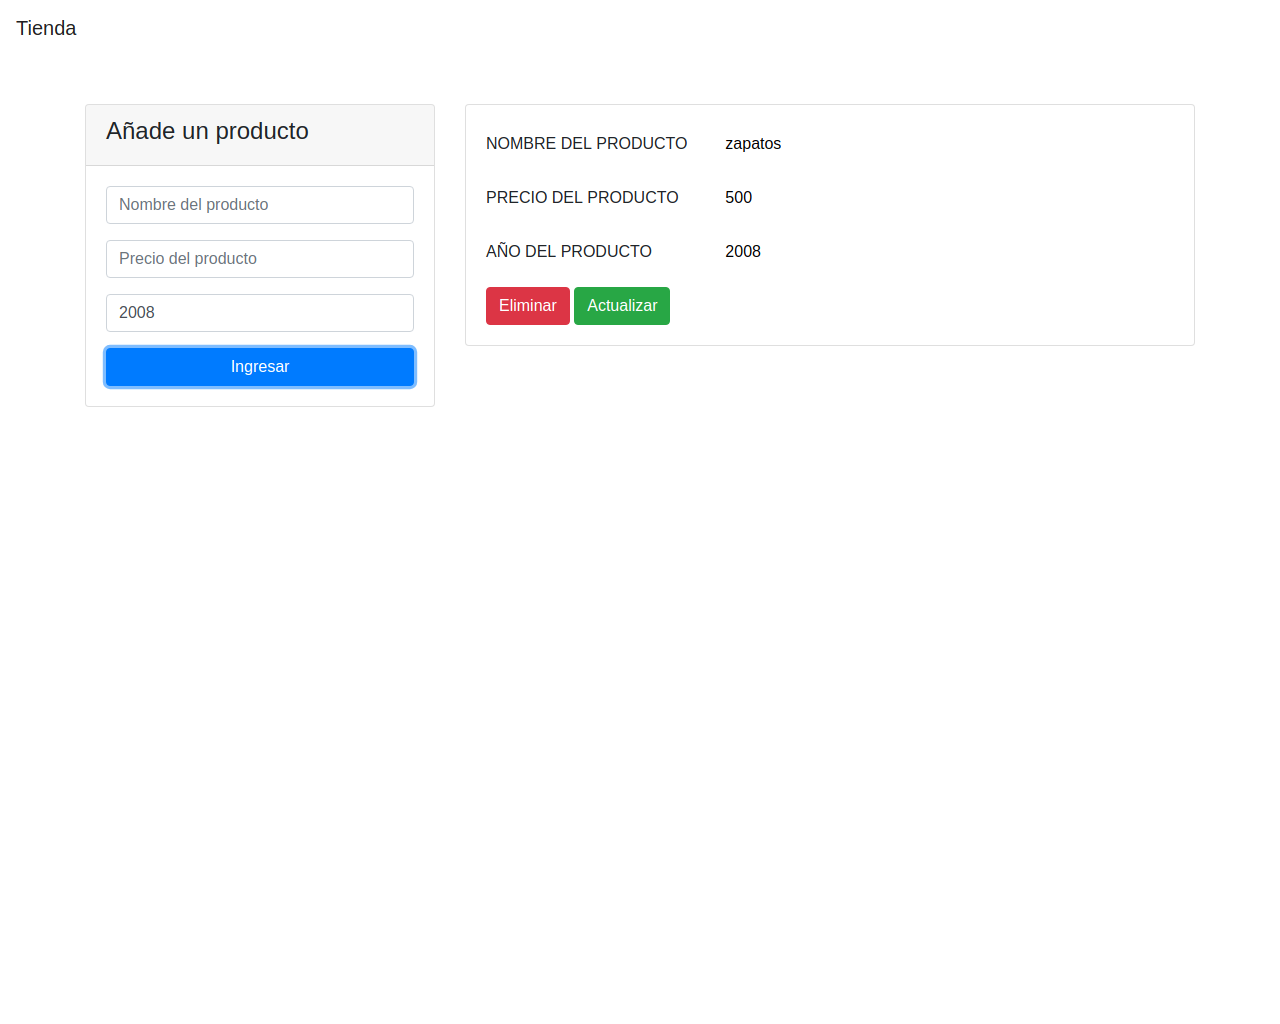 Tienda
Añade un producto
Nombre del producto
Precio del producto
2008
Ingresar
NOMBRE DEL PRODUCTO zapatos
PRECIO DEL PRODUCTO 500
AÑO DEL PRODUCTO 2008
Eliminar Actualizar